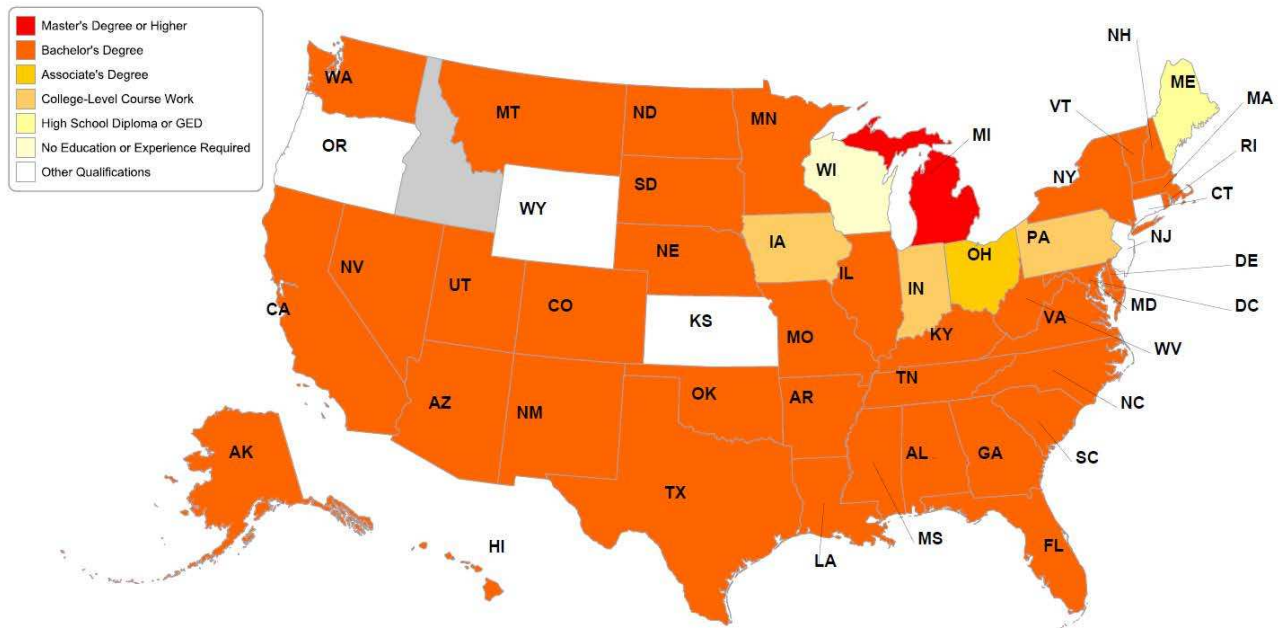 Master's Degree or Higher
Bachelor's Degree
Associate's Degree
College-Level Course Work
High School Diploma or GED
No Education or Experience Required
Other Qualifications
NH
ME
WA
MA
MT
ND
MN
VT
MI
RI
OR
WI
NY
SD
CT
WY
IA
PA
NJ
NE
OH
DE
NV
IL
UT
IN
CA
CO
MD
DC
KS
VA
MO
KY
WV
TN
AZ
OK
AR
NM
NC
AK
AL
GA
SC
TX
MS
HI
FL
LA